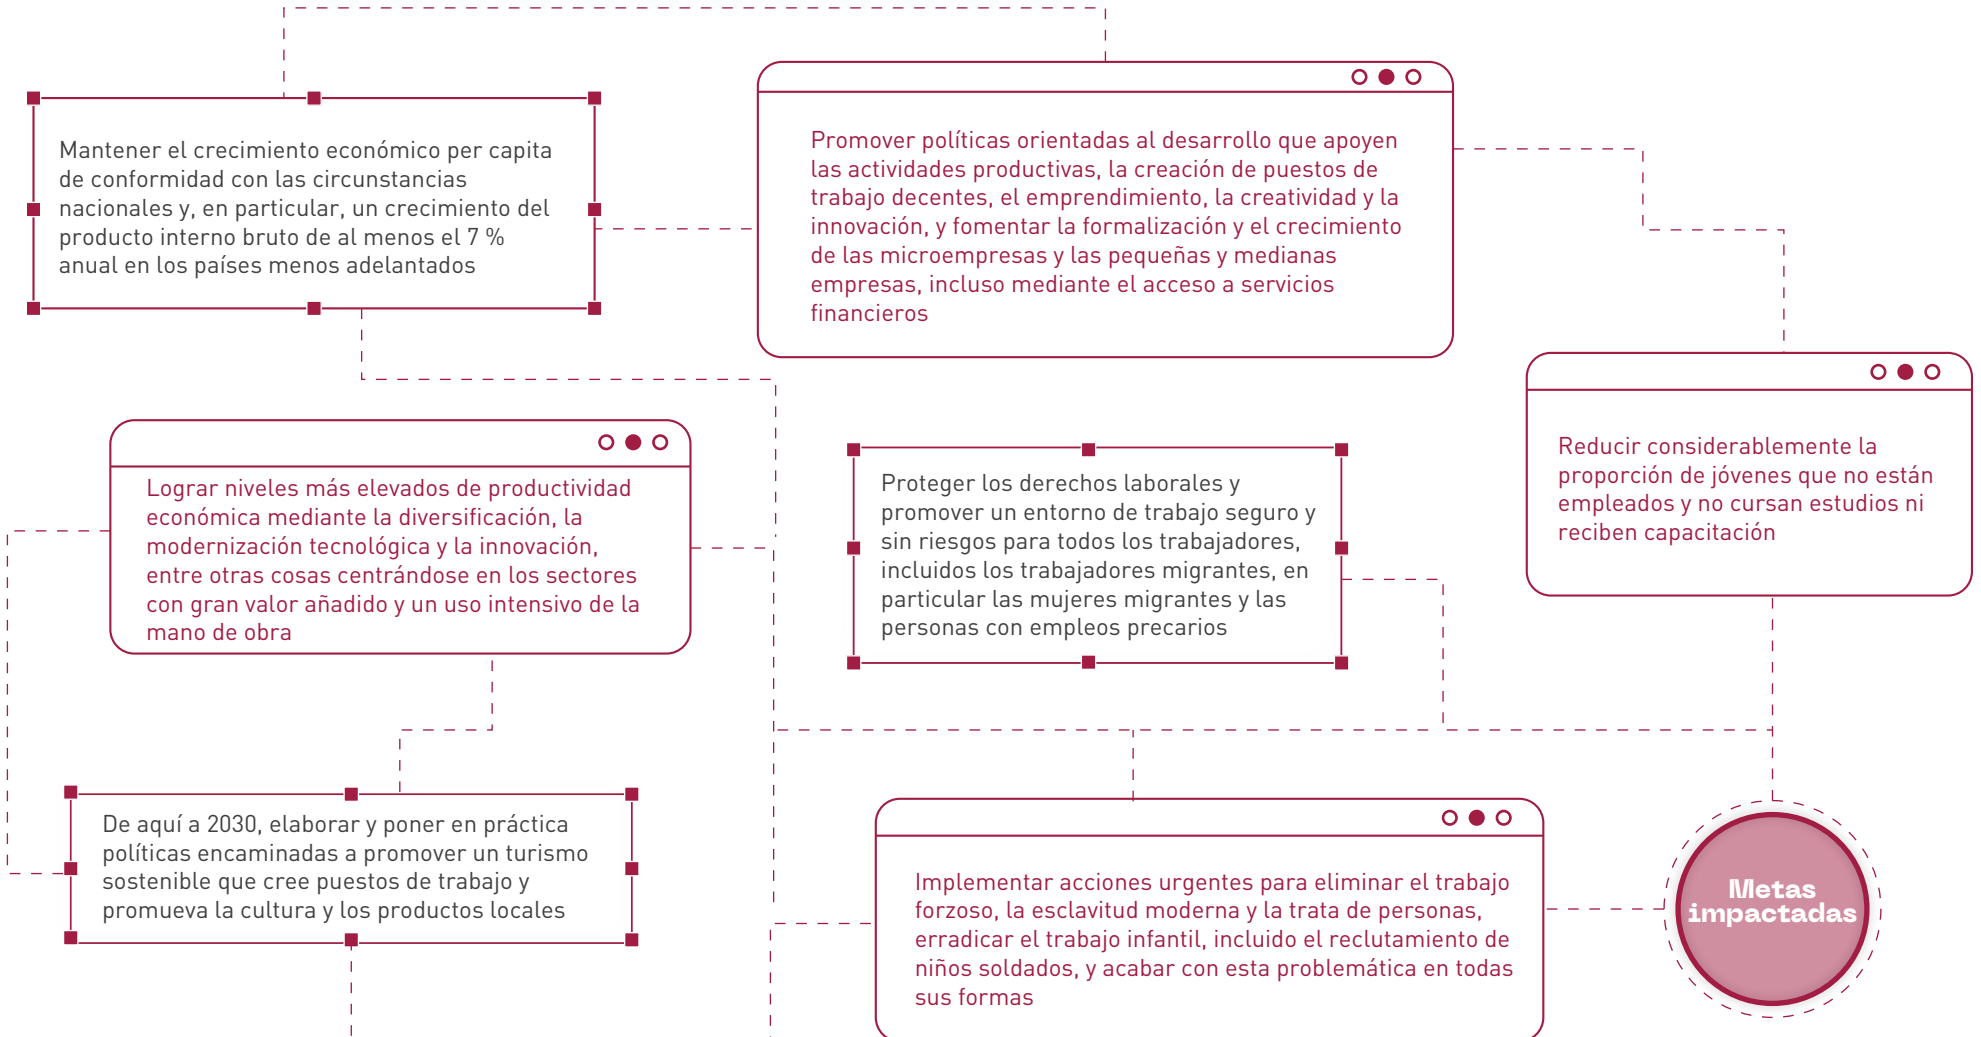 Mantener el crecimiento económico per capita
de conformidad con las circunstancias
nacionales y, en particular, un crecimiento del
producto interno bruto de al menos el 7 %
anual en los países menos adelantados
Promover políticas orientadas al desarrollo que apoyen
las actividades productivas, la creación de puestos de
trabajo decentes, el emprendimiento, la creatividad y la
innovación, y fomentar la formalización y el crecimiento
de las microempresas y las pequeñas y medianas
empresas, incluso mediante el acceso a servicios
financieros
Reducir considerablemente la
proporción de jóvenes que no están
empleados y no cursan estudios ni
reciben capacitación
Lograr niveles más elevados de productividad
económica mediante la diversificación, la
modernización tecnológica y la innovación,
entre otras cosas centrándose en los sectores
con gran valor añadido y un uso intensivo de la
mano de obra
Proteger los derechos laborales y
promover un entorno de trabajo seguro y
sin riesgos para todos los trabajadores,
incluidos los trabajadores migrantes, en
particular las mujeres migrantes y las
personas con empleos precarios
De aquí a 2030, elaborar y poner en práctica
políticas encaminadas a promover un turismo
sostenible que cree puestos de trabajo y
promueva la cultura y los productos locales
Implementar acciones urgentes para eliminar el trabajo
forzoso, la esclavitud moderna y la trata de personas,
erradicar el trabajo infantil, incluido el reclutamiento de
niños soldados, y acabar con esta problemática en todas
sus formas
Metas
impactadas